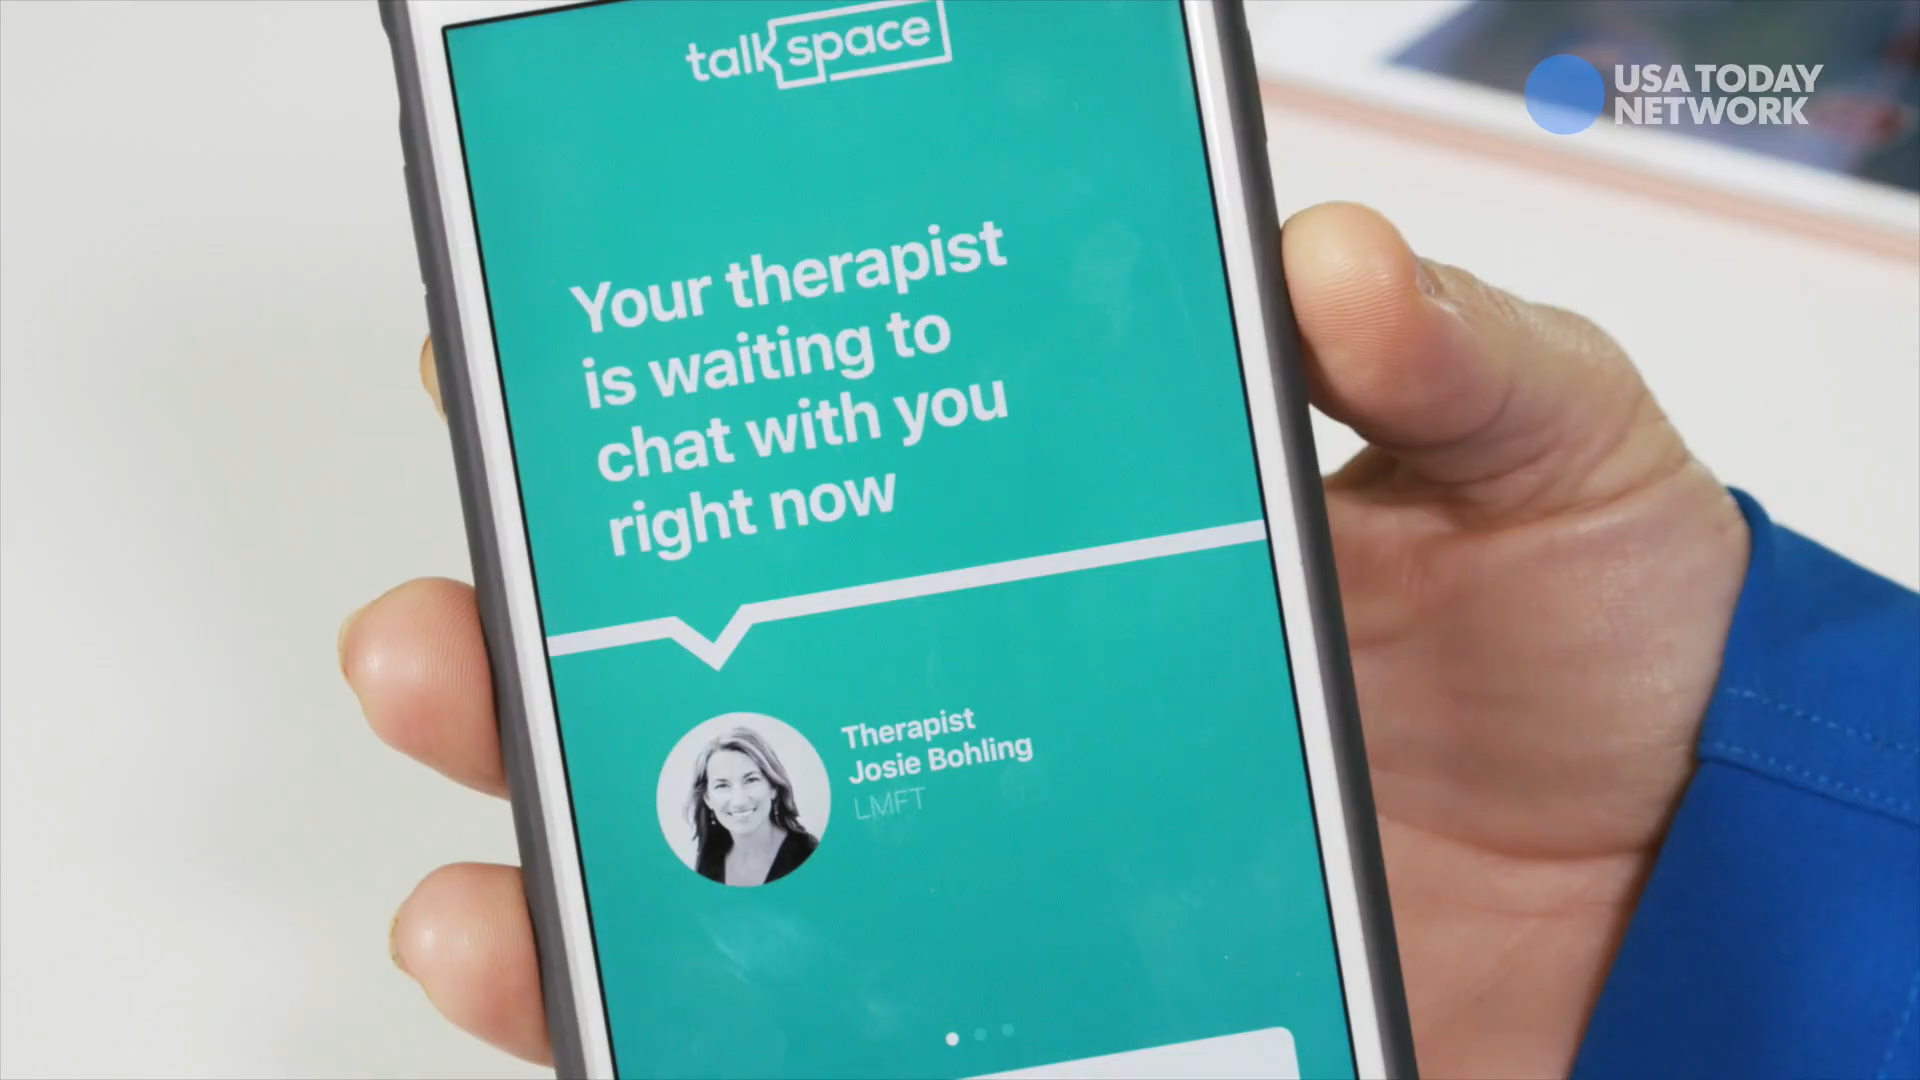 talkspace
USA TODAY
NETWORK
Your therapist
is waiting to
chat with you
right now
Therapist
Josie Bohling
LMFT